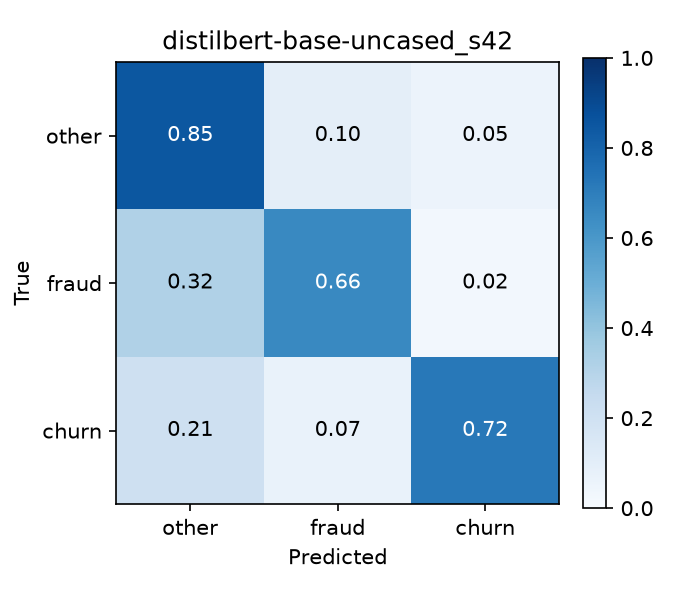 distilbert-base-uncased_s42
1.0
other 0.85 0.10 0.05
0.8
0.6
True fraud 0.32 0.66 0.02
0.4
0.2
churn 0.21 0.07 0.72
0.0
other fraud churn
Predicted